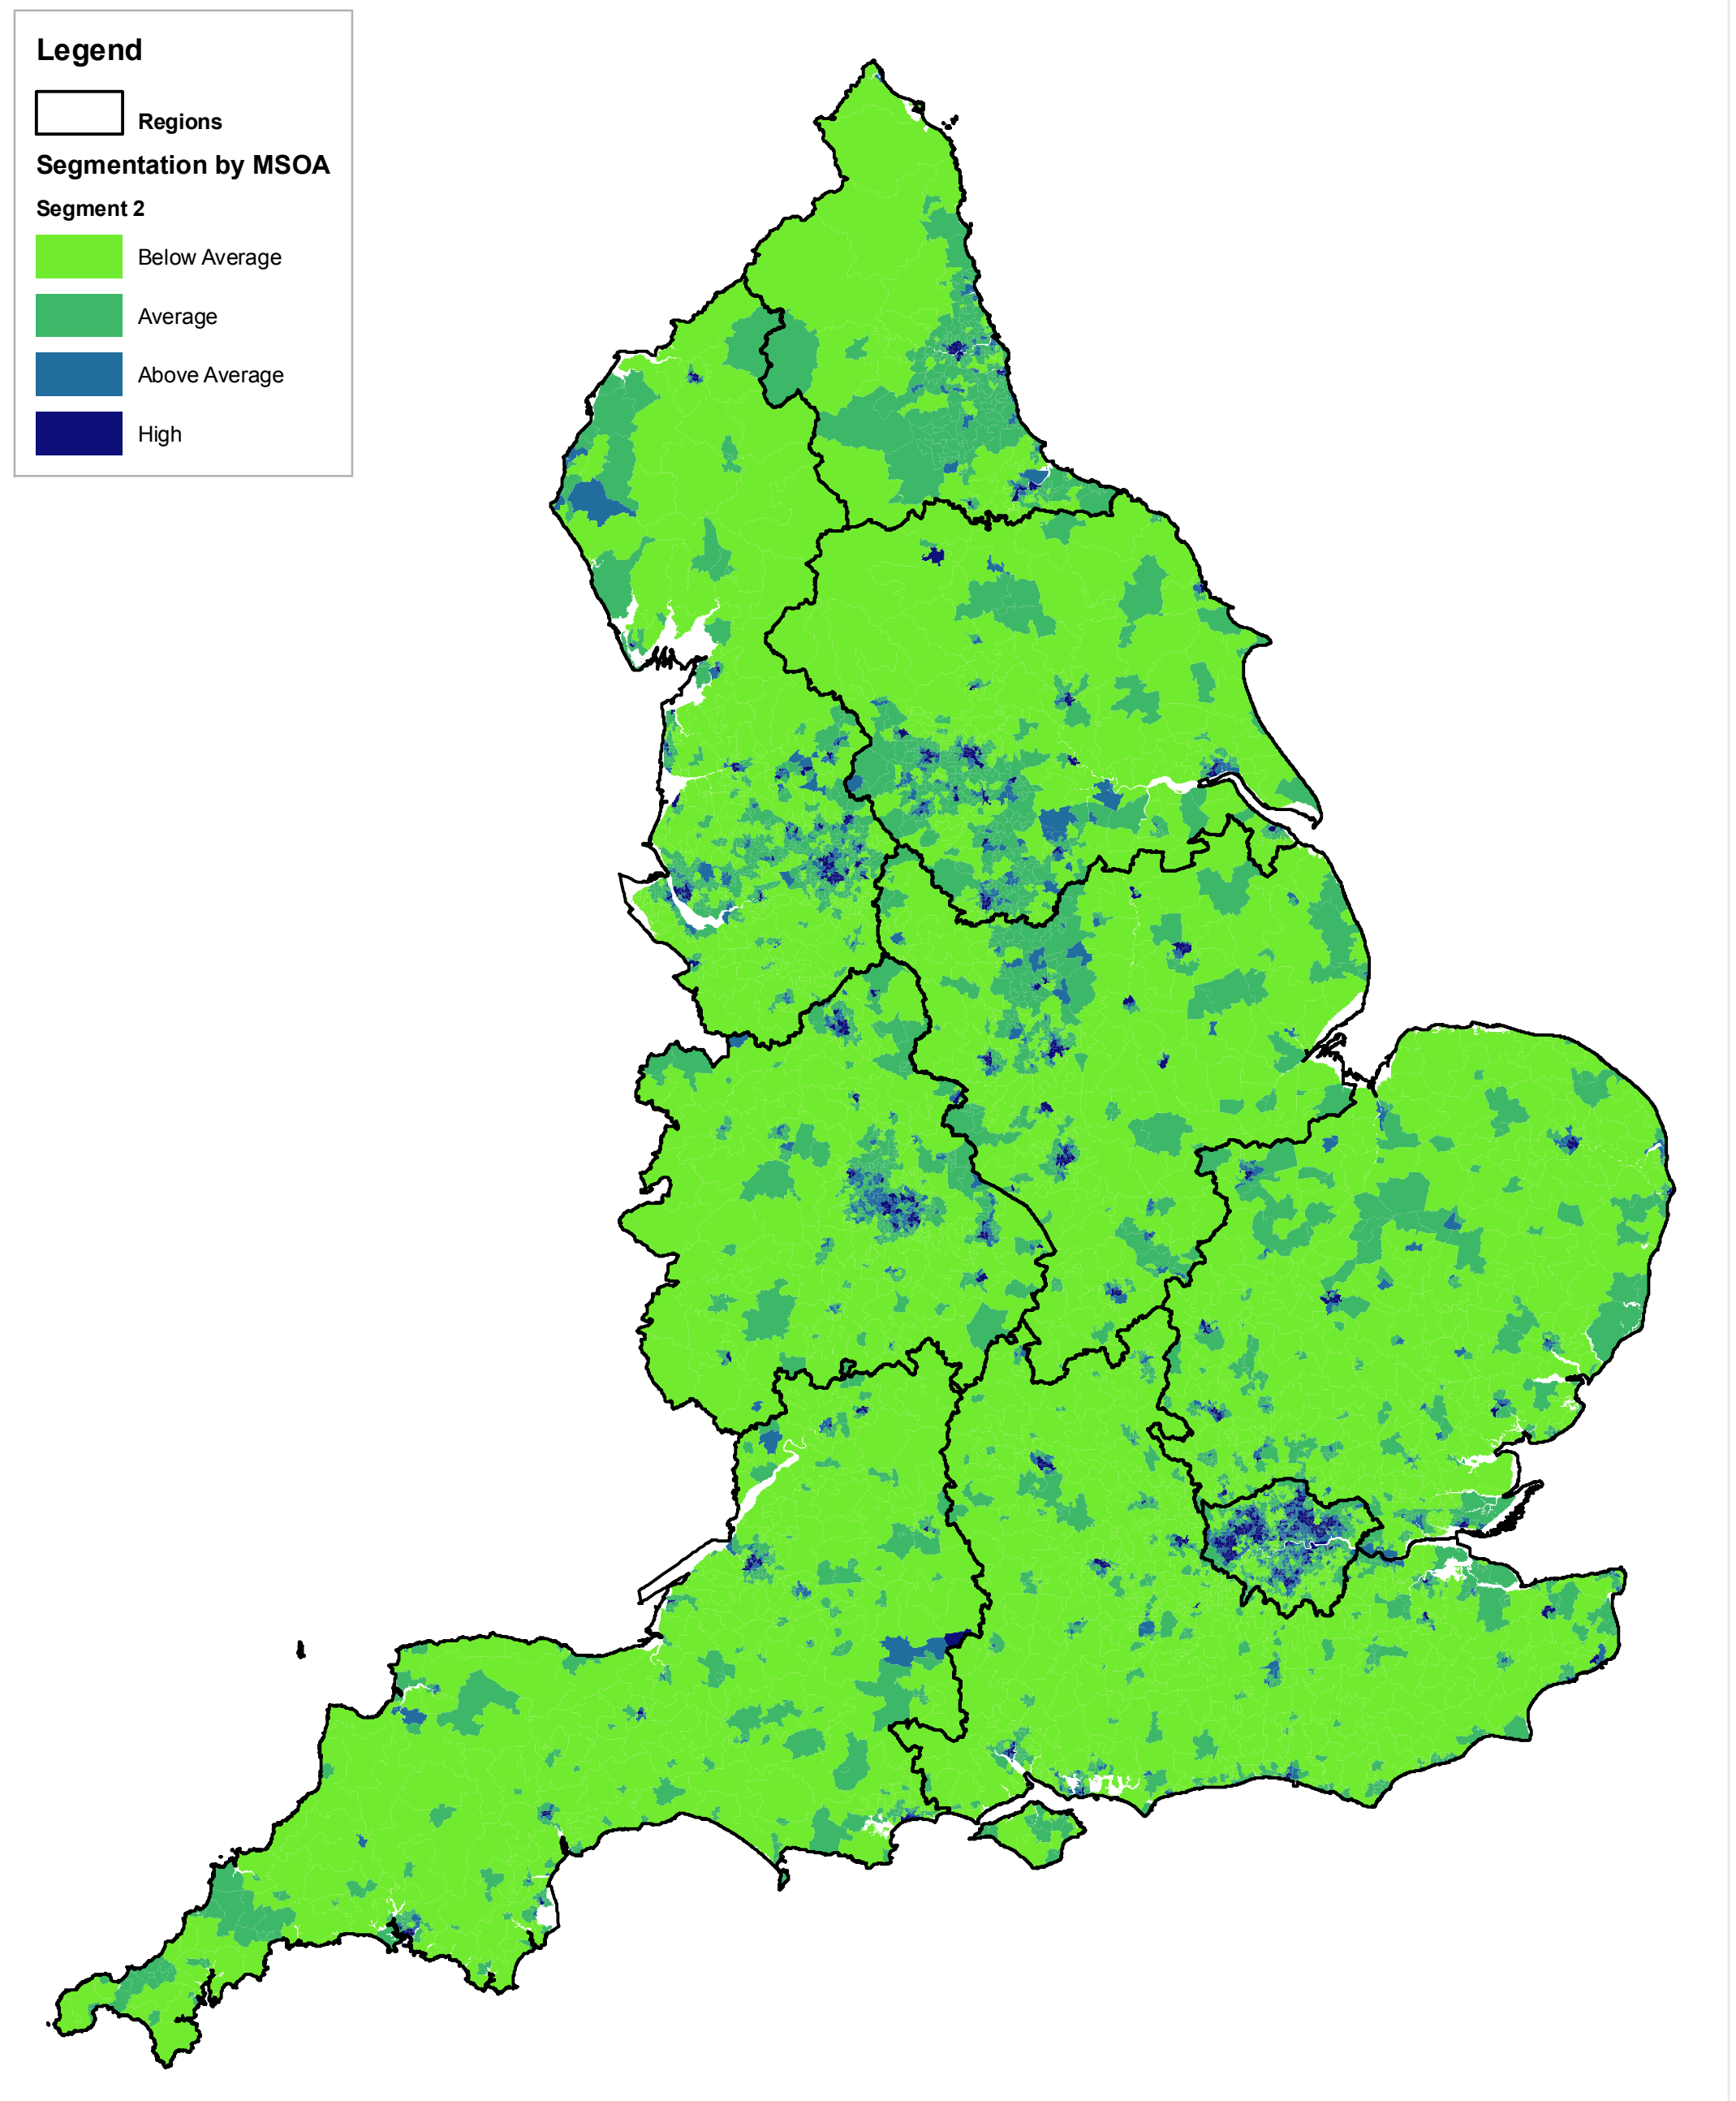 Legend
Regions
Segmentation by MSOA
Segment 2
Below Average
Average
Above Average
High